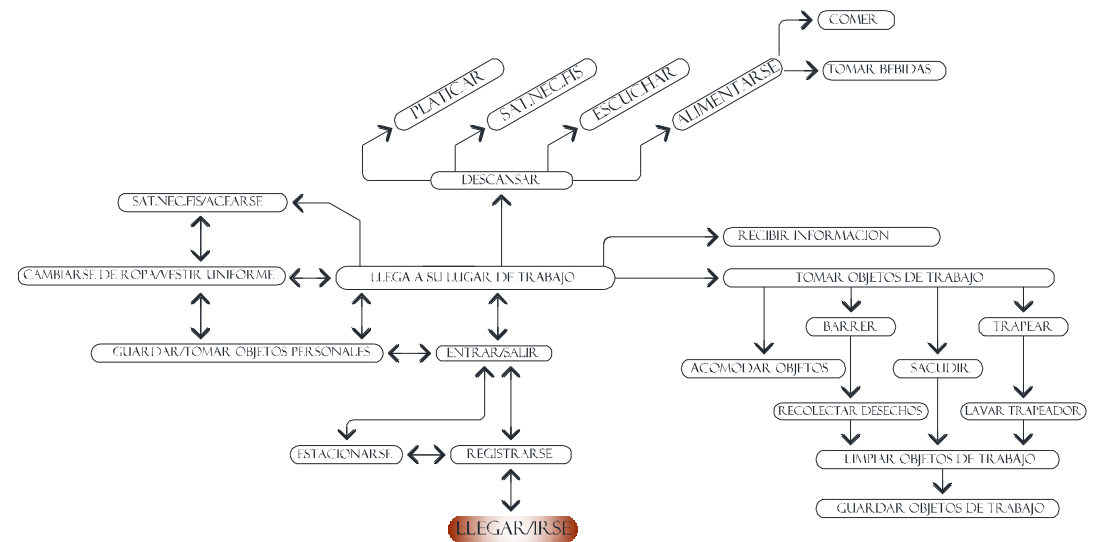 COMER
TOMAR BEBIDAS
PLATICAR
SAT.NEC.FIS
ESCUCHAR
ALIMENTARSE
DESCANSAR
SAT.NEC.FIS/ACEARSE
RECIBIR INFORMACION
CAMBIARSE DE ROPA/VESTIR UNIFORME
LLEGA A SU LUGAR DE TRABAJO
TOMAR OBJETOS DE TRABAJO
BARRER
TRAPEAR
GUARDAR/TOMAR OBJETOS PERSONALES
ENTRAR/SALIR
ACOMODAR OBJETOS
SACUDIR
RECOLECTAR DESECHOS
LAVAR TRAPEADOR
ESTACIONARSE
REGISTRARSE
LIMPIAR OBJETOS DE TRABAJO
GUARDAR OBJETOS DE TRABAJO
LLEGAR/IRSE